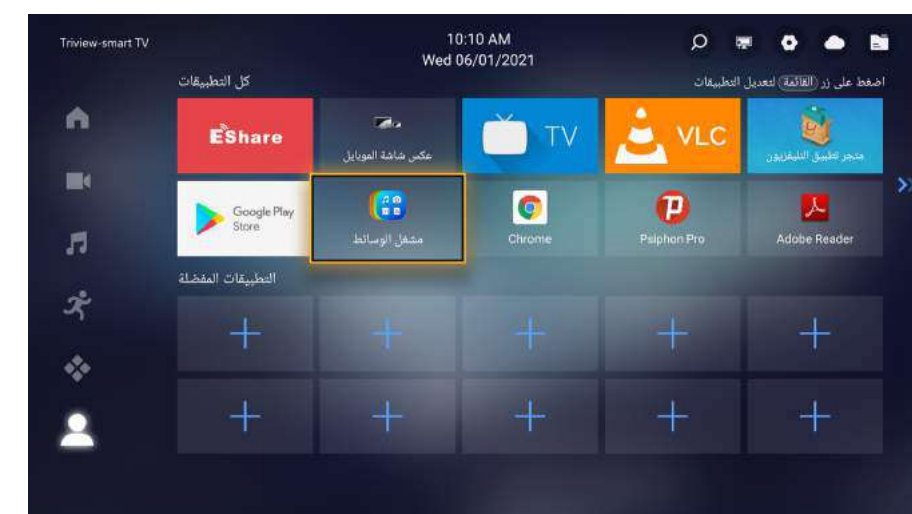 Triview-smart TV
10:10 AM
Wed 06/01/2021
كل التطبيقات
اضغط على زر (القائمة) لتعديل التطبيقات
EShare
عكس شاشة الموبايل
TV
VLC
متجر تطبيق التليفزيون
Google Play
Store
مشغل الوسائط
Chrome
Psiphon Pro
Adobe Reader
التطبيقات المفضلة